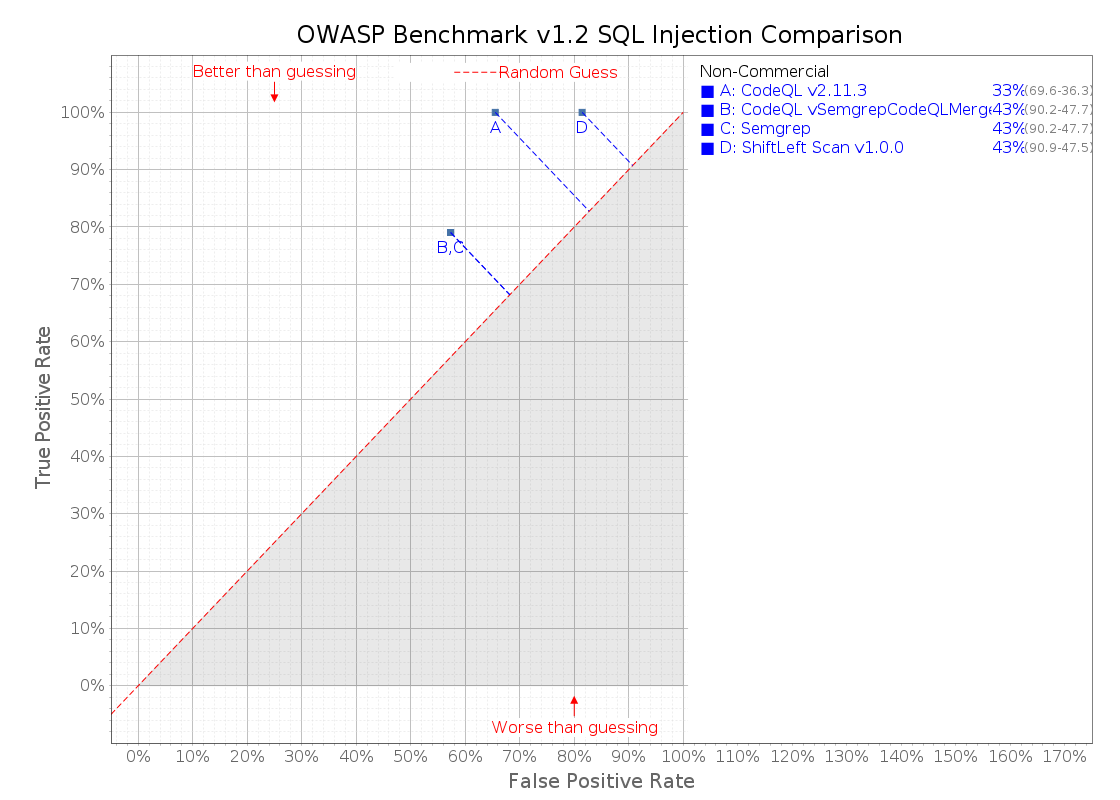 OWASP Benchmark v1.2 SQL Injection Comparison
Better than guessing
Random Guess
Non-Commercial
A: CodeQL v2.11.3 33% (69.6-36.3)
B: CodeQL vSemgrepCodeQLMerge 43% (90.2-47.7)
C: Semgrep 43% (90.2-47.7)
D: ShiftLeft Scan v1.0.0 43% (90.9-47.5)
100%
90%
80%
70%
60%
50%
40%
30%
20%
10%
0%
True Positive Rate
A
D
B,C
Worse than guessing
0% 10% 20% 30% 40% 50% 60% 70% 80% 90% 100% 110% 120% 130% 140% 150% 160% 170%
False Positive Rate